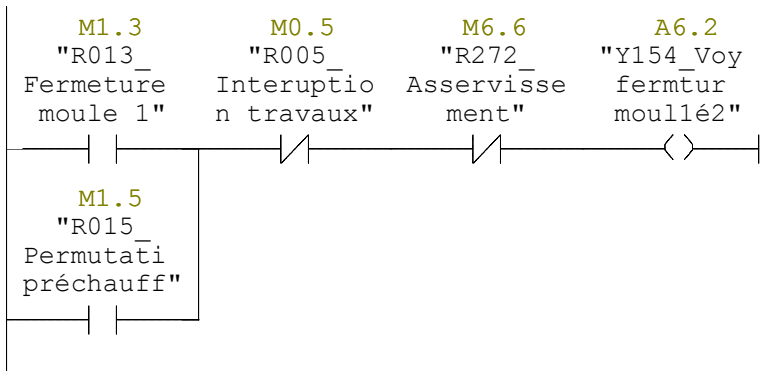 M1.3 M0.5 M6.6 A6.2
"R013_ "R005_ "R272_ "Y154_Voy
Fermeture Interuptio Asservisse fermtur
moule 1" n travaux" ment" moul1é2"
M1.5
"R015_
Permutati
préchauff"